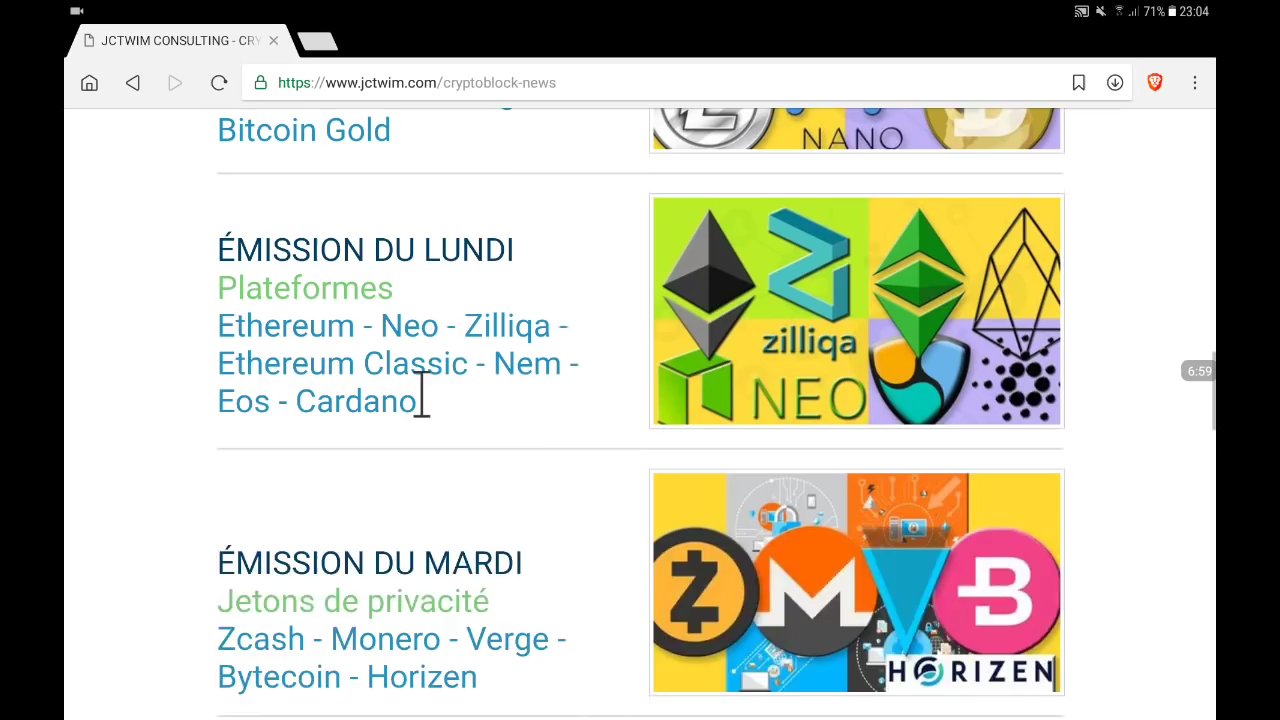 71% 23:04
JCTWIM CONSULTING - CRY
https://www.jctwim.com/cryptoblock-news
Bitcoin Gold
NANO
ÉMISSION DU LUNDI
Plateformes
Ethereum - Neo - Zilliqa -
Ethereum Classic - Nem -
Eos - Cardano
zilliqa
NEO
6:59
ÉMISSION DU MARDI
Jetons de privacité
Zcash - Monero - Verge -
Bytecoin - Horizen
HORIZEN